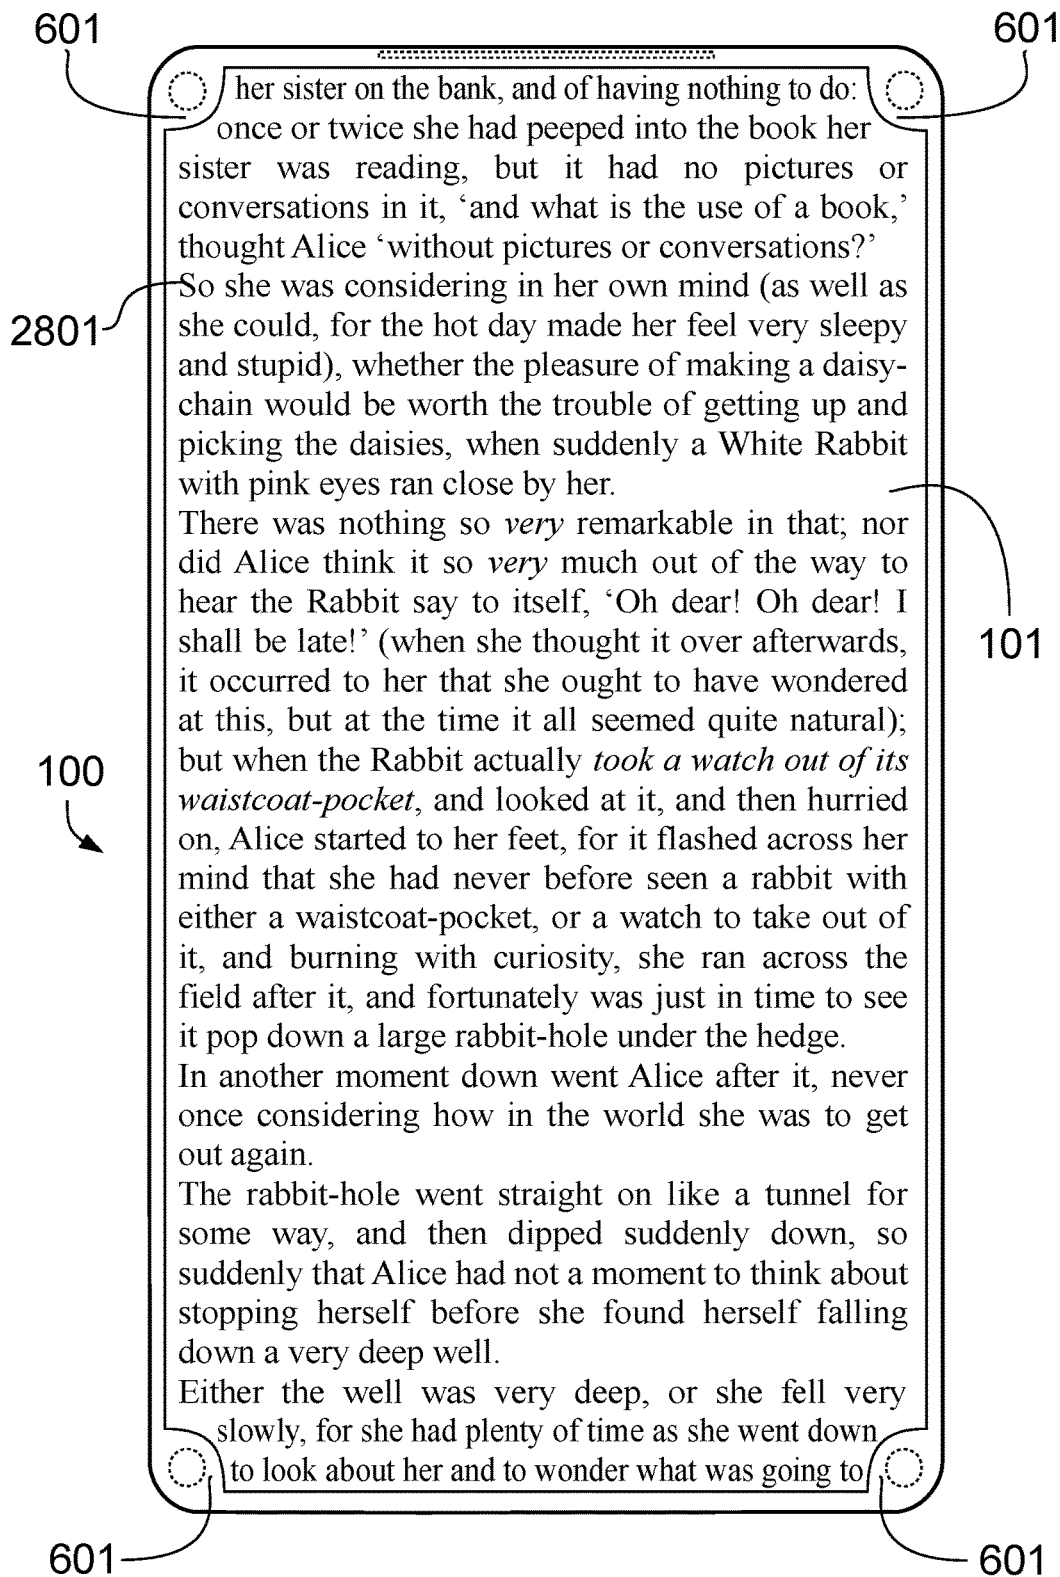 601
601
her sister on the bank, and of having nothing to do:
once or twice she had peeped into the book her
sister was reading, but it had no pictures or
conversations in it, ‘and what is the use of a book,’
thought Alice ‘without pictures or conversations?’
So she was considering in her own mind (as well as
2801
she could, for the hot day made her feel very sleepy
and stupid), whether the pleasure of making a daisy-
chain would be worth the trouble of getting up and
picking the daisies, when suddenly a White Rabbit
with pink eyes ran close by her.
There was nothing so very remarkable in that; nor
did Alice think it so very much out of the way to
hear the Rabbit say to itself, ‘Oh dear! Oh dear! I
shall be late!’ (when she thought it over afterwards,
101
it occurred to her that she ought to have wondered
at this, but at the time it all seemed quite natural);
but when the Rabbit actually took a watch out of its
100
waistcoat-pocket, and looked at it, and then hurried
on, Alice started to her feet, for it flashed across her
mind that she had never before seen a rabbit with
either a waistcoat-pocket, or a watch to take out of
it, and burning with curiosity, she ran across the
field after it, and fortunately was just in time to see
it pop down a large rabbit-hole under the hedge.
In another moment down went Alice after it, never
once considering how in the world she was to get
out again.
The rabbit-hole went straight on like a tunnel for
some way, and then dipped suddenly down, so
suddenly that Alice had not a moment to think about
stopping herself before she found herself falling
down a very deep well.
Either the well was very deep, or she fell very
slowly, for she had plenty of time as she went down
to look about her and to wonder what was going to
601
601